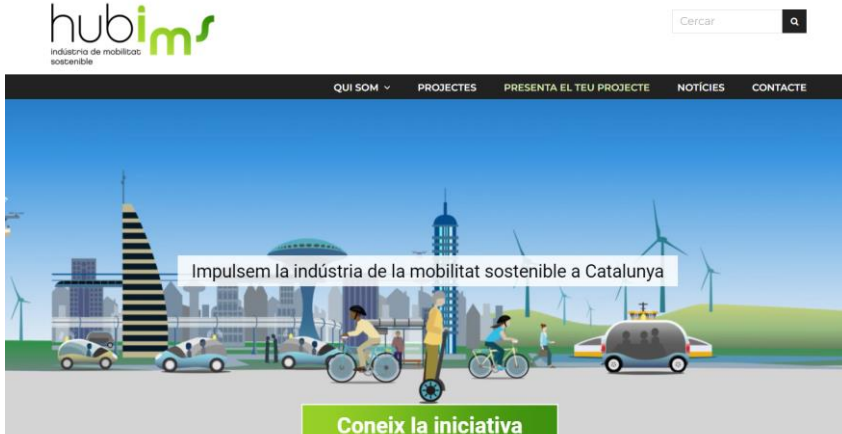 hubims
indústria de mobilitat
sostenible
Cercar
QUI SOM PROJECTES PRESENTA EL TEU PROJECTE NOTÍCIES CONTACTE
Impulsem la indústria de la mobilitat sostenible a Catalunya
Coneix la iniciativa